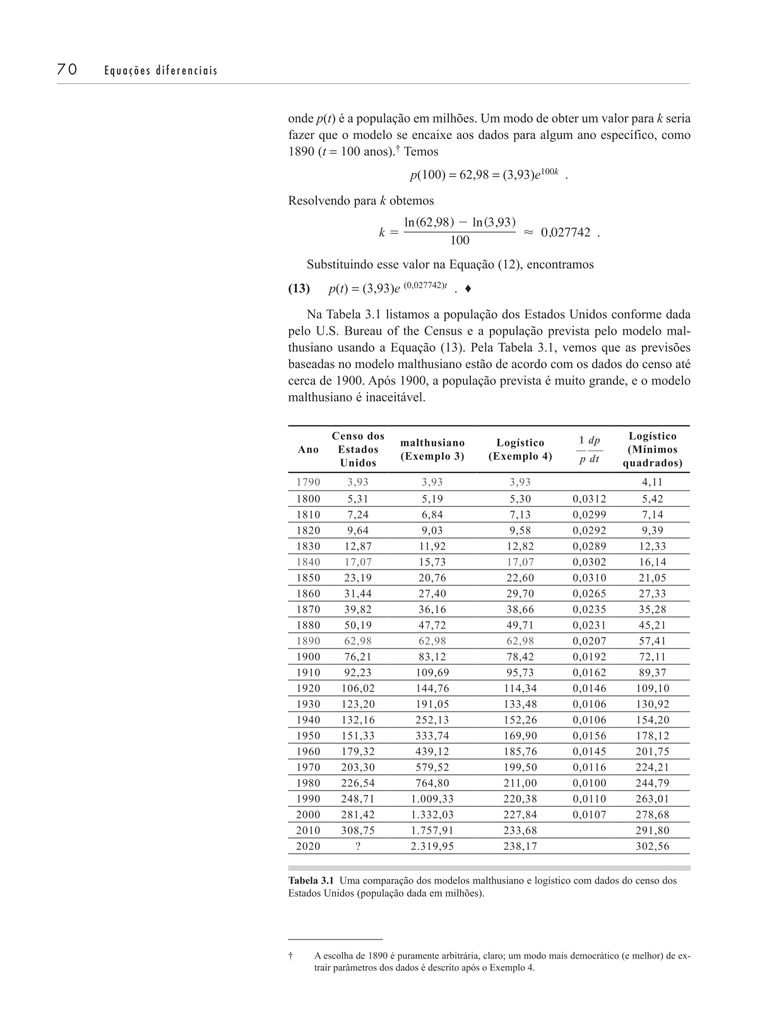 70 Equações diferenciais
onde p(t) é a população em milhões. Um modo de obter um valor para k seria
fazer que o modelo se encaixe aos dados para algum ano específico, como
1890 (t = 100 anos).† Temos
p(100) = 62,98 = (3,93)e^{100k} .
Resolvendo para k obtemos
k = \frac{ln(62,98) − ln(3,93)}{100} ≈ 0,027742 .
Substituindo esse valor na Equação (12), encontramos
(13) p(t) = (3,93)e^{(0,027742)t} . ♦
Na Tabela 3.1 listamos a população dos Estados Unidos conforme dada
pelo U.S. Bureau of the Census e a população prevista pelo modelo mal-
thusiano usando a Equação (13). Pela Tabela 3.1, vemos que as previsões
baseadas no modelo malthusiano estão de acordo com os dados do censo até
cerca de 1900. Após 1900, a população prevista é muito grande, e o modelo
malthusiano é inaceitável.
Ano | Censo dos Estados Unidos | malthusiano (Exemplo 3) | Logístico (Exemplo 4) | \frac{1}{p} \frac{dp}{dt} | Logístico (Mínimos quadrados)
1790 3,93 3,93 3,93 4,11
1800 5,31 5,19 5,30 0,0312 5,42
1810 7,24 6,84 7,13 0,0299 7,14
1820 9,64 9,03 9,58 0,0292 9,39
1830 12,87 11,92 12,82 0,0289 12,33
1840 17,07 15,73 17,07 0,0302 16,14
1850 23,19 20,76 22,60 0,0310 21,05
1860 31,44 27,40 29,70 0,0265 27,33
1870 39,82 36,16 38,66 0,0235 35,28
1880 50,19 47,72 49,71 0,0231 45,21
1890 62,98 62,98 62,98 0,0207 57,41
1900 76,21 83,12 78,42 0,0192 72,11
1910 92,23 109,69 95,73 0,0162 89,37
1920 106,02 144,76 114,34 0,0146 109,10
1930 123,20 191,05 133,48 0,0106 130,92
1940 132,16 252,13 152,26 0,0106 154,20
1950 151,33 333,74 169,90 0,0156 178,12
1960 179,32 439,12 185,76 0,0145 201,75
1970 203,30 579,52 199,50 0,0116 224,21
1980 226,54 764,80 211,00 0,0100 244,79
1990 248,71 1.009,33 220,38 0,0110 263,01
2000 281,42 1.332,03 227,84 0,0107 278,68
2010 308,75 1.757,91 233,68 291,80
2020 ? 2.319,95 238,17 302,56
Tabela 3.1 Uma comparação dos modelos malthusiano e logístico com dados do censo dos
Estados Unidos (população dada em milhões).
† A escolha de 1890 é puramente arbitrária, claro; um modo mais democrático (e melhor) de ex-
trair parâmetros dos dados é descrito após o Exemplo 4.